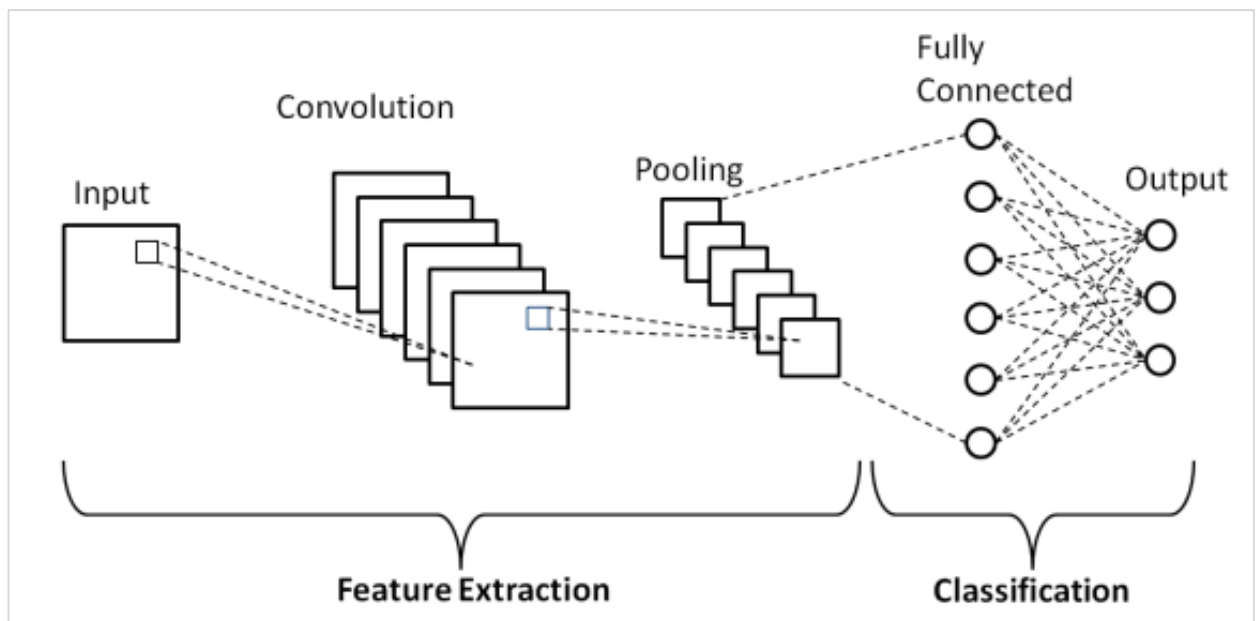 Input
Convolution
Pooling
Fully
Connected
Output
Feature Extraction
Classification